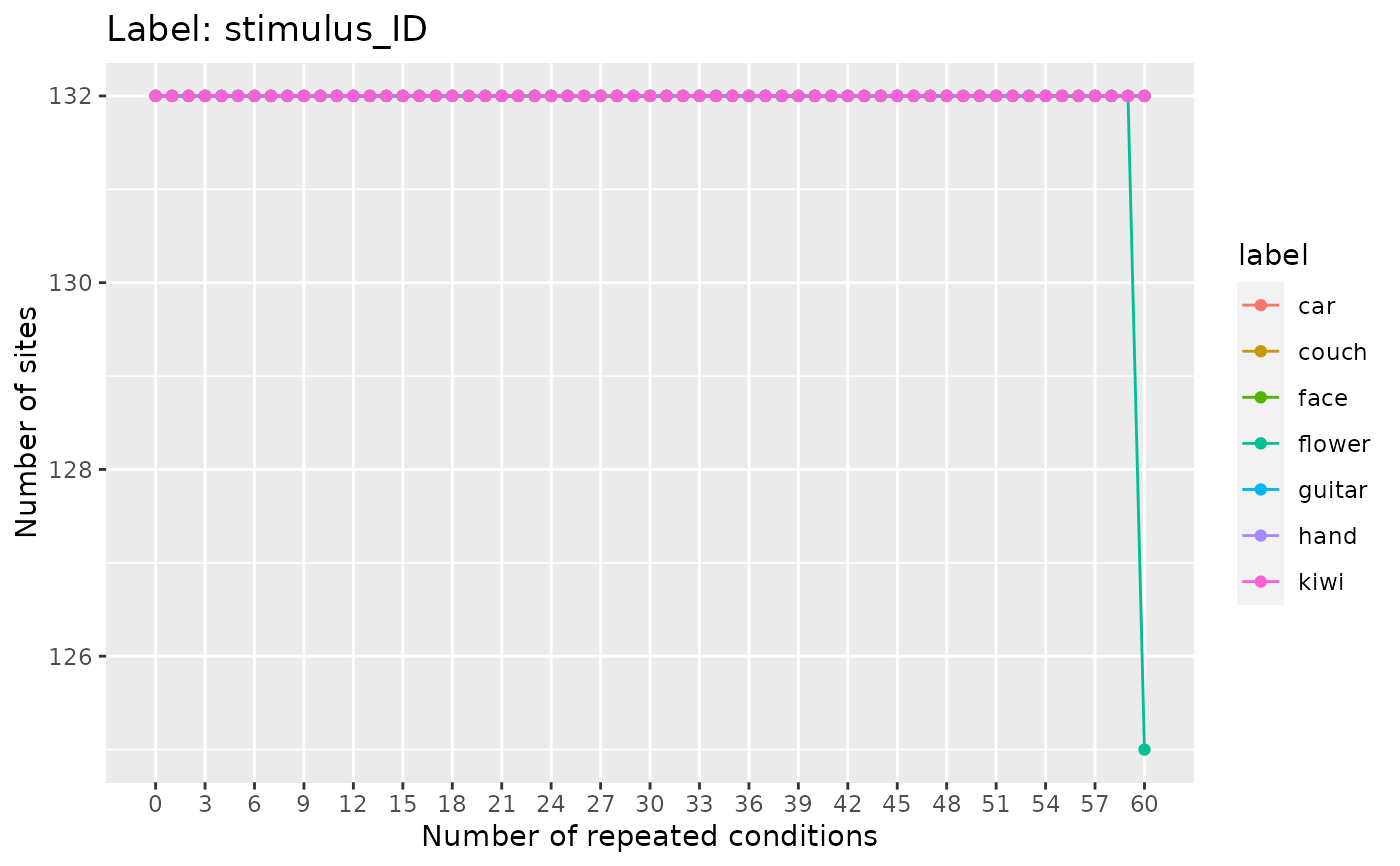 Label: stimulus_ID
132
130
128
126
Number of sites
0 3 6 9 12 15 18 21 24 27 30 33 36 39 42 45 48 51 54 57 60
Number of repeated conditions
label
car
couch
face
flower
guitar
hand
kiwi